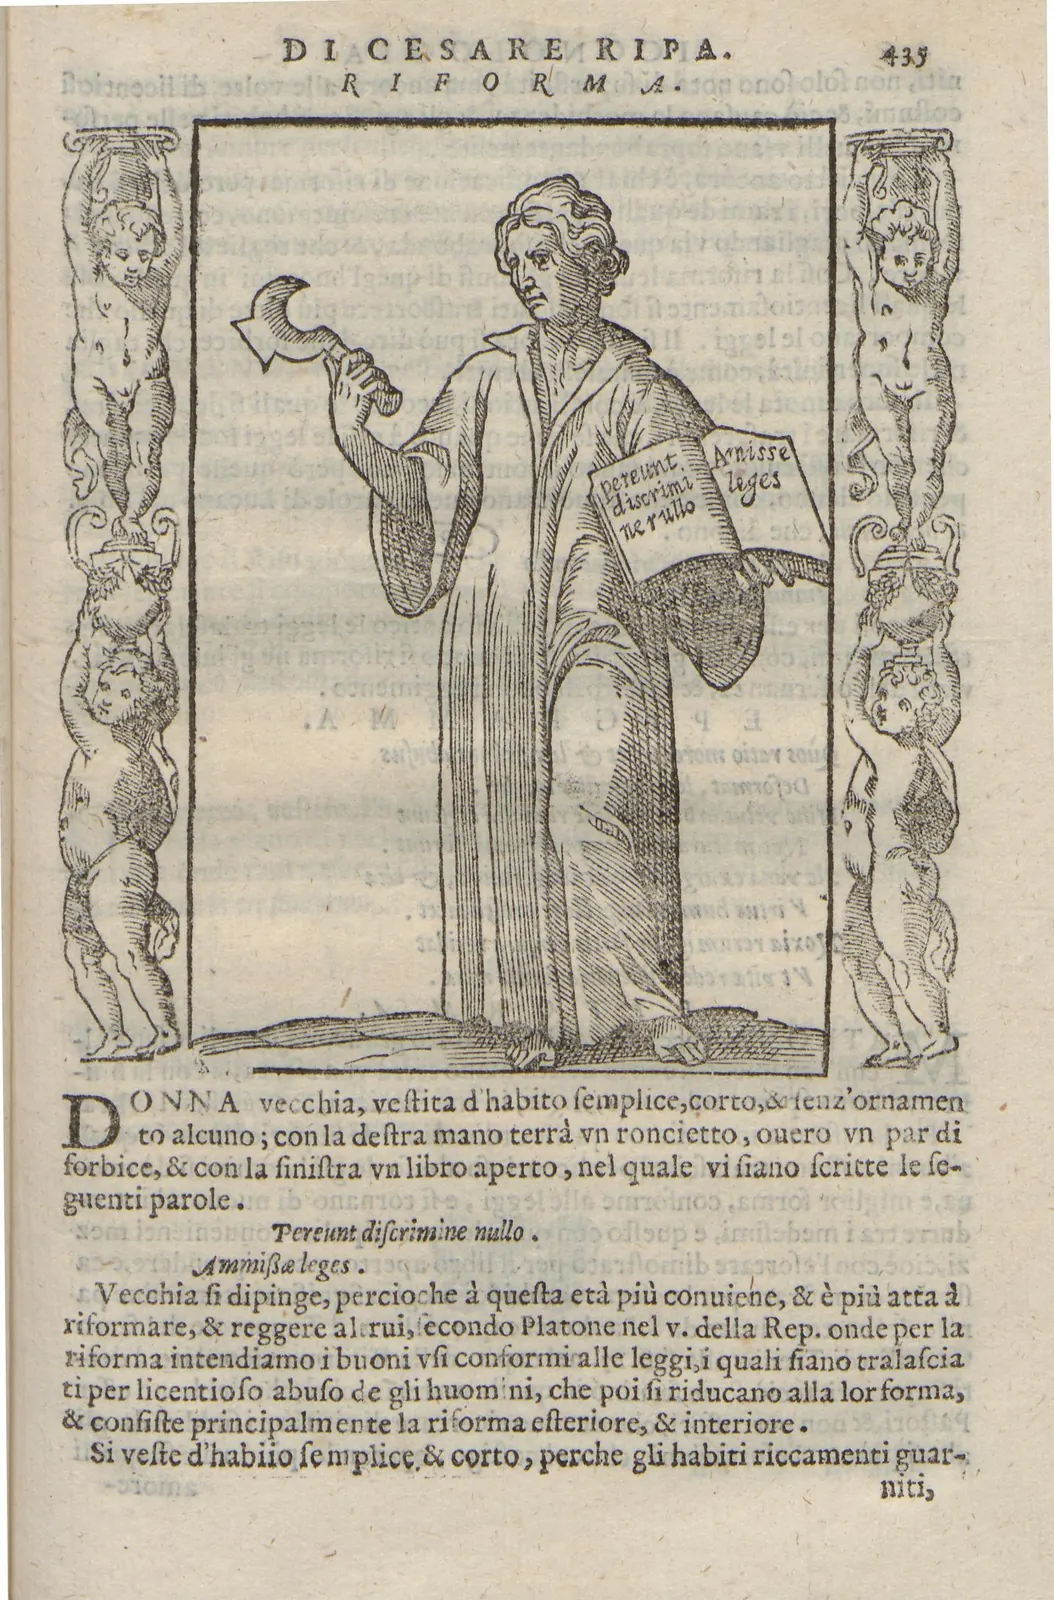 DI CESARE RIPA. 435
RIFORMA.
pereunt
discrimi
ne nullo
Amisse
leges
DONNA vecchia, veſtita d'habito ſemplice, corto, & ſenz'ornamen
to alcuno; con la deſtra mano terrà vn roncietto, ouero vn par di
forbice, & con la ſiniſtra vn libro aperto, nel quale vi ſiano ſcritte le ſe-
guenti parole.
Pereunt diſcrimine nullo.
Ammißæ leges.
Vecchia ſi dipinge, percioche à queſta età più conuiene, & è più atta à
riformare, & reggere altrui, ſecondo Platone nel v. della Rep. onde per la
riforma intendiamo i buoni vſi conformi alle leggi, i quali ſiano tralaſcia
ti per licentioſo abuſo de gli huomini, che poi ſi riducano alla lor forma,
& conſiſte principalmente la riforma eſteriore, & interiore.
Si veſte d'habiio ſemplice, & corto, perche gli habiti riccamenti guar-
niti,